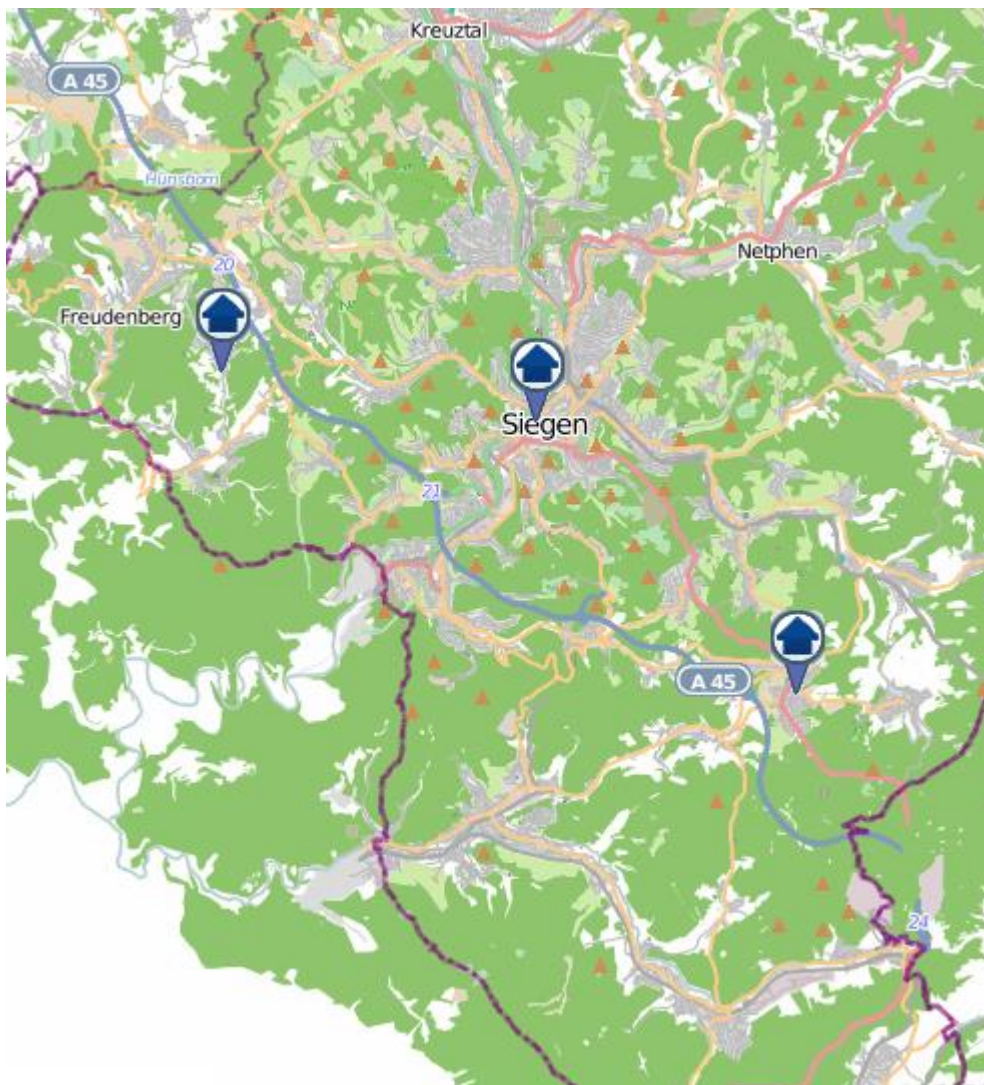 Kreuztal
A 45
Hünsborn
Netphen
20
Freudenberg
Siegen
21
A 45
24